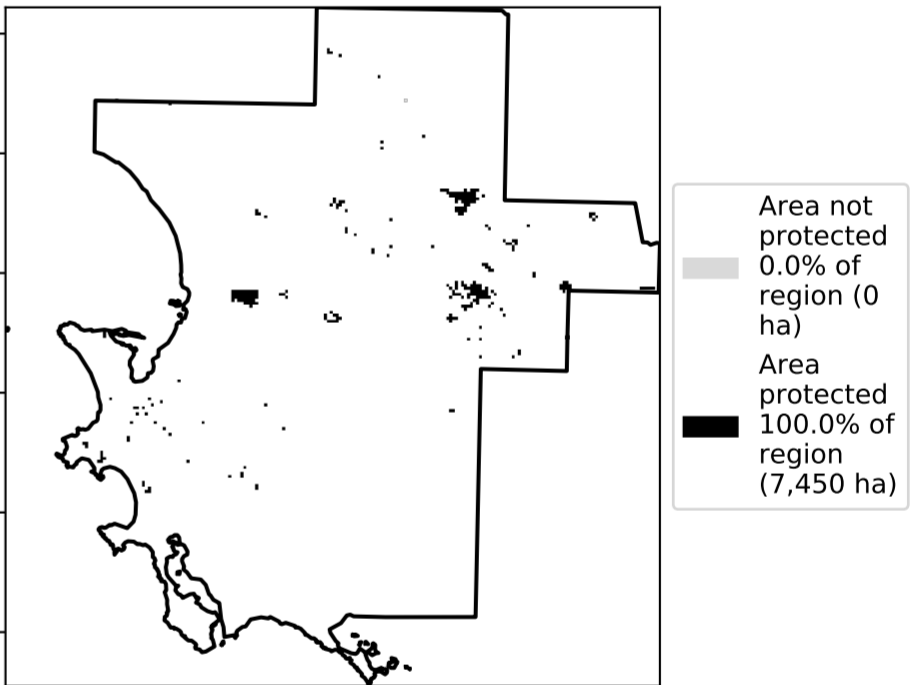 Area not
protected
0.0% of
region (0
ha)
Area
protected
100.0% of
region
(7,450 ha)